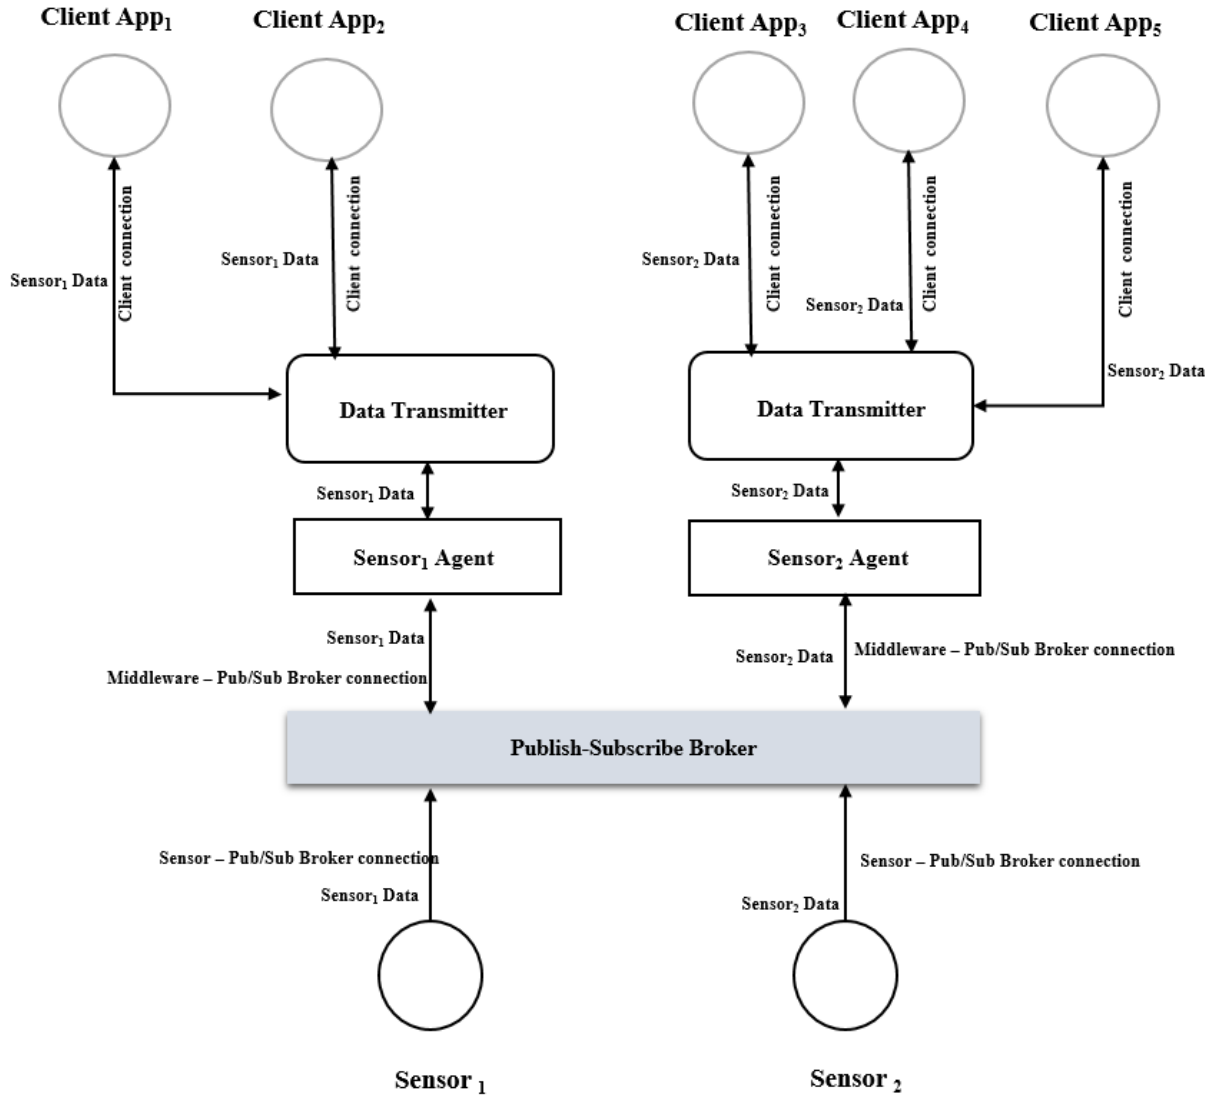 Client App₁
Client App₂
Client App₃
Client App₄
Client App₅
Client connection
Client connection
Client connection
Client connection
Client connection
Sensor₁ Data
Sensor₁ Data
Sensor₂ Data
Sensor₂ Data
Sensor₂ Data
Data Transmitter
Data Transmitter
Sensor₁ Data
Sensor₂ Data
Sensor₁ Agent
Sensor₂ Agent
Sensor₁ Data
Sensor₂ Data
Middleware – Pub/Sub Broker connection
Middleware – Pub/Sub Broker connection
Publish-Subscribe Broker
Sensor – Pub/Sub Broker connection
Sensor – Pub/Sub Broker connection
Sensor₁ Data
Sensor₂ Data
Sensor ₁
Sensor ₂